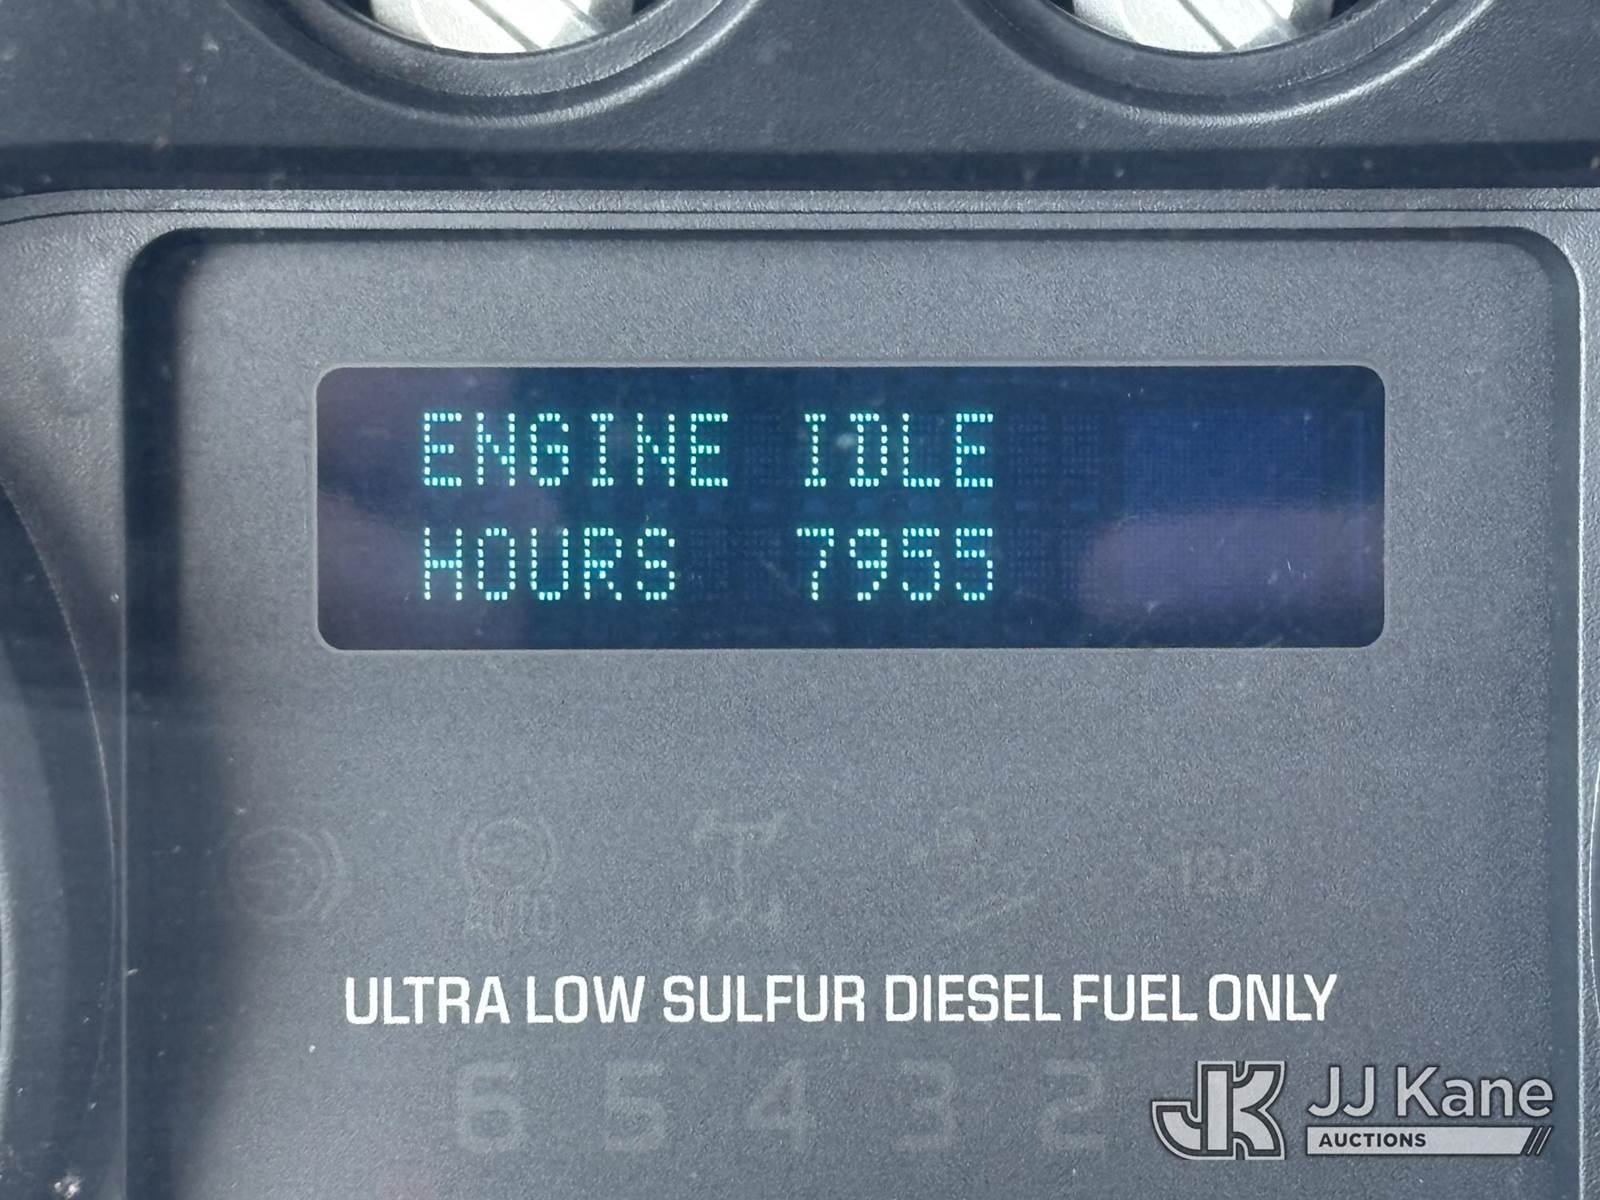 ENGINE IDLE
HOURS 7955
AUTO
ULTRA LOW SULFUR DIESEL FUEL ONLY
6 5 4 3 2
JK JJ Kane
AUCTIONS